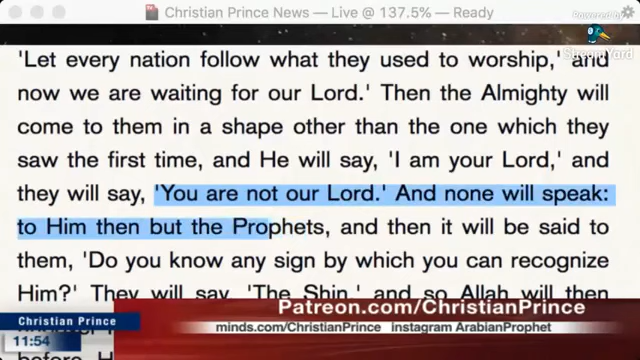 Christian Prince News — Live @ 137.5% — Ready
Powered by
StreamYard
'Let every nation follow what they used to worship,' and
now we are waiting for our Lord.' Then the Almighty will
come to them in a shape other than the one which they
saw the first time, and He will say, 'I am your Lord,' and
they will say, 'You are not our Lord.' And none will speak:
to Him then but the Prophets, and then it will be said to
them, 'Do you know any sign by which you can recognize
Him?' They will say, 'The Shin,' and so Allah will then
Patreon.com/ChristianPrince
Christian Prince
minds.com/ChristianPrince instagram ArabianProphet
11:54
before H